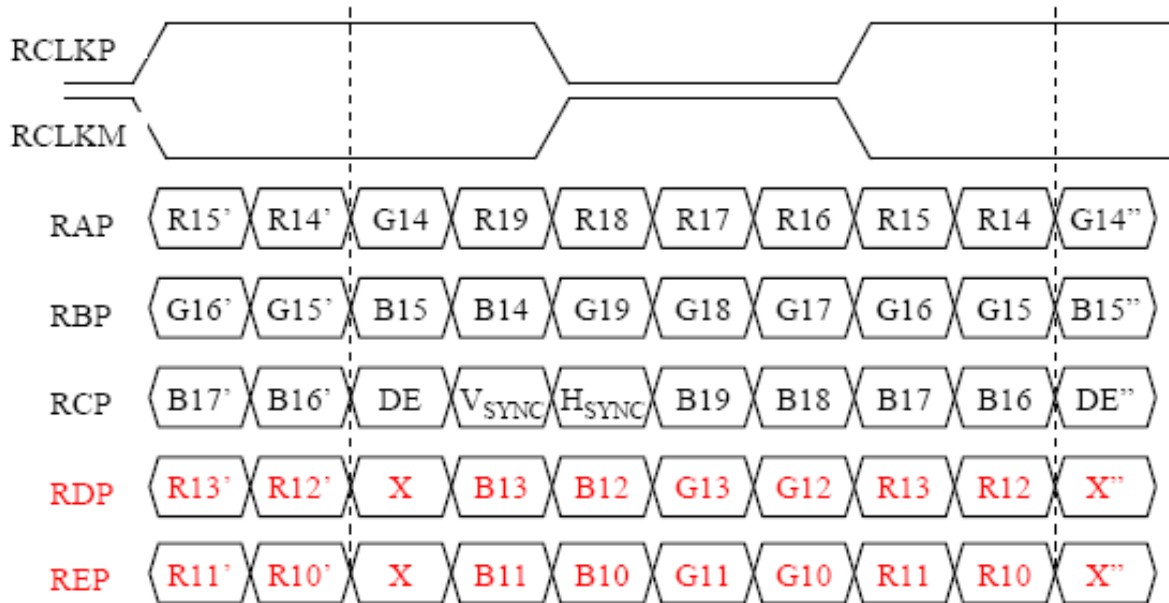 RCLKP
RCLKM
RAP R15’ R14’ G14 R19 R18 R17 R16 R15 R14 G14”
RBP G16’ G15’ B15 B14 G19 G18 G17 G16 G15 B15”
RCP B17’ B16’ DE VSYNC HSYNC B19 B18 B17 B16 DE”
RDP R13’ R12’ X B13 B12 G13 G12 R13 R12 X”
REP R11’ R10’ X B11 B10 G11 G10 R11 R10 X”